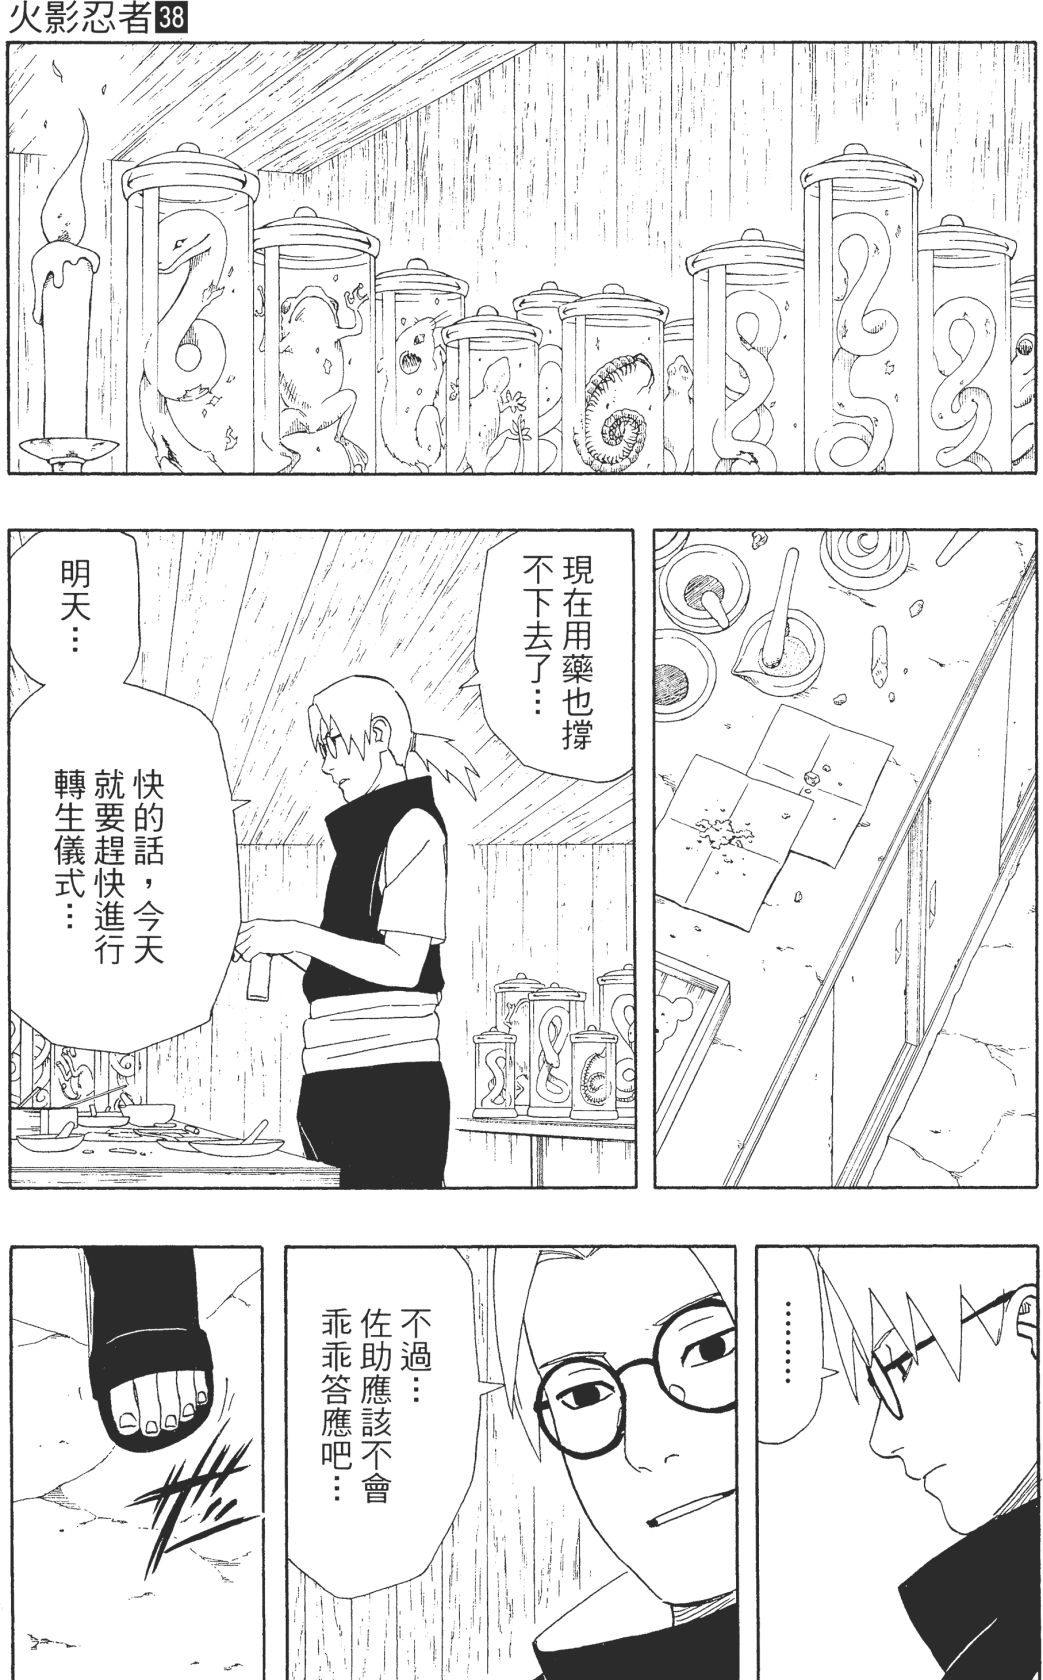 火影忍者38
現在用藥也撐
不下去了…
明天…
快的話，今天
就要趕快進行
轉生儀式…
………
不過…
佐助應該不會
乖乖答應吧…